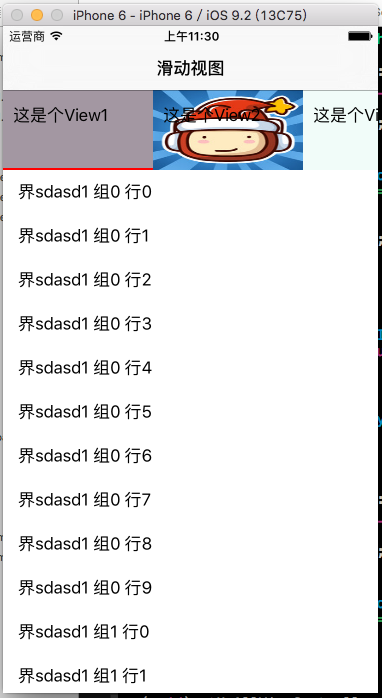 iPhone 6 - iPhone 6 / iOS 9.2 (13C75)
运营商 上午11:30
滑动视图
这是个View1 这是个View2 这是个Vi
界sdasd1 组0 行0
界sdasd1 组0 行1
界sdasd1 组0 行2
界sdasd1 组0 行3
界sdasd1 组0 行4
界sdasd1 组0 行5
界sdasd1 组0 行6
界sdasd1 组0 行7
界sdasd1 组0 行8
界sdasd1 组0 行9
界sdasd1 组1 行0
界sdasd1 组1 行1